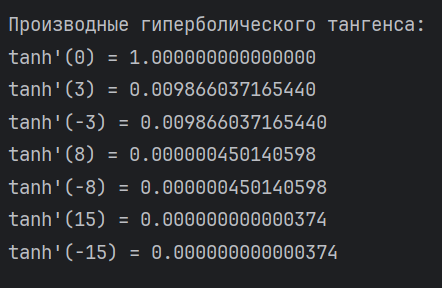 Производные гиперболического тангенса:
tanh'(0) = 1.000000000000000
tanh'(3) = 0.009866037165440
tanh'(-3) = 0.009866037165440
tanh'(8) = 0.000000450140598
tanh'(-8) = 0.000000450140598
tanh'(15) = 0.000000000000374
tanh'(-15) = 0.000000000000374